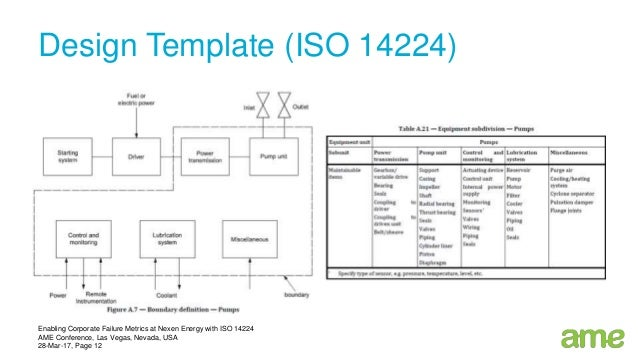 Design Template (ISO 14224)
Fuel or
electric power
Inlet
Outlet
Starting
system
Driver
Power
transmission
Pump unit
Control and
monitoring
Lubrication
system
Miscellaneous
Power
Remote
instrumentation
Coolant
boundary
Figure A.7 — Boundary definition — Pumps
Table A.21 — Equipment subdivision — Pumps
Equipment unit Pumps
Subunit
Power
transmission
Pump unit
Control and
monitoring
Lubrication
system
Miscellaneous
Maintainable
items
Gearbox/
variable drive
Bearing
Seals
Coupling to
driver
Coupling to
driven unit
Belt/sheave
Support
Casing
Impeller
Shaft
Radial bearing
Thrust bearing
Seals
Valves
Piping
Cylinder liner
Piston
Diaphragm
Actuating device
Control unit
Internal power
supply
Monitoring
Sensors
Valves
Wiring
Piping
Seals
Reservoir
Pump
Motor
Filter
Cooler
Valves
Piping
Oil
Seals
Purge air
Cooling/heating
system
Cyclone separator
Pulsation damper
Flange joints
Specify type of sensor, e.g. pressure, temperature, level, etc.
Enabling Corporate Failure Metrics at Nexen Energy with ISO 14224
AME Conference, Las Vegas, Nevada, USA
28-Mar-17, Page 12
ame